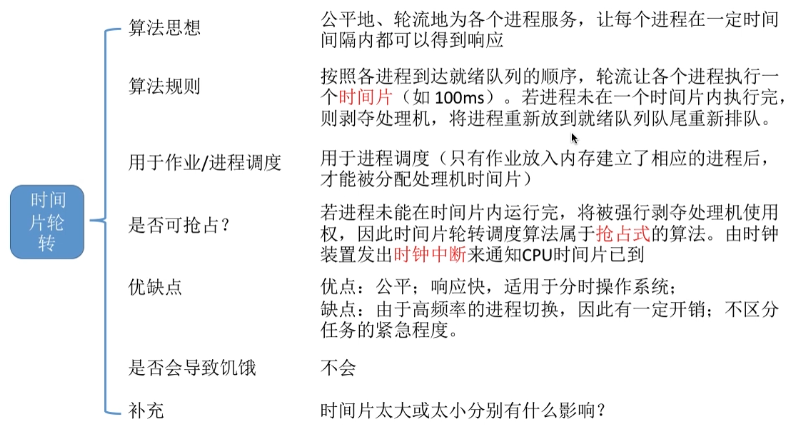 时间
片轮
转
算法思想
公平地、轮流地为各个进程服务，让每个进程在一定时间
间隔内都可以得到响应
算法规则
按照各进程到达就绪队列的顺序，轮流让各个进程执行一
个时间片（如 100ms）。若进程未在一个时间片内执行完，
则剥夺处理机，将进程重新放到就绪队列队尾重新排队。
用于作业/进程调度
用于进程调度（只有作业放入内存建立了相应的进程后，
才能被分配处理机时间片）
是否可抢占？
若进程未能在时间片内运行完，将被强行剥夺处理机使用
权，因此时间片轮转调度算法属于抢占式的算法。由时钟
装置发出时钟中断来通知CPU时间片已到
优缺点
优点：公平；响应快，适用于分时操作系统；
缺点：由于高频率的进程切换，因此有一定开销；不区分
任务的紧急程度。
是否会导致饥饿
不会
补充
时间片太大或太小分别有什么影响？